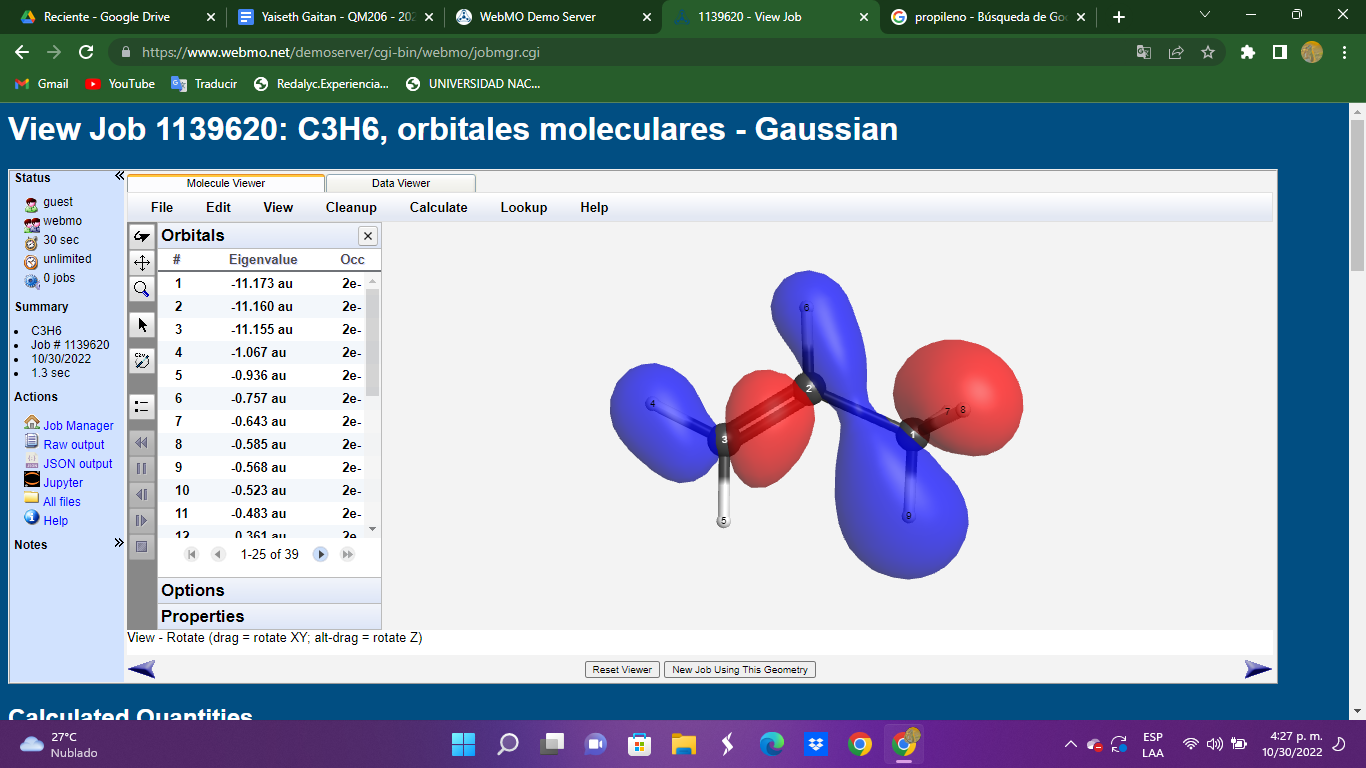 Reciente - Google Drive
Yaiseth Gaitan - QM206 - 202
WebMO Demo Server
1139620 - View Job
propileno - Búsqueda de Go
https://www.webmo.net/demoserver/cgi-bin/webmo/jobmgr.cgi
Gmail
YouTube
Traducir
Redalyc.Experiencia...
UNIVERSIDAD NAC...
View Job 1139620: C3H6, orbitales moleculares - Gaussian
Status
guest
webmo
30 sec
unlimited
0 jobs
Summary
C3H6
Job # 1139620
10/30/2022
1.3 sec
Actions
Job Manager
Raw output
JSON output
Jupyter
All files
Help
Notes
Molecule Viewer
Data Viewer
File Edit View Cleanup Calculate Lookup Help
Orbitals
# Eigenvalue Occ
1 -11.173 au 2e-
2 -11.160 au 2e-
3 -11.155 au 2e-
4 -1.067 au 2e-
5 -0.936 au 2e-
6 -0.757 au 2e-
7 -0.643 au 2e-
8 -0.585 au 2e-
9 -0.568 au 2e-
10 -0.523 au 2e-
11 -0.483 au 2e-
12 -0.361 au 2e-
1-25 of 39
Options
Properties
6
2
4
7 8
3
1
9
5
View - Rotate (drag = rotate XY; alt-drag = rotate Z)
Reset Viewer
New Job Using This Geometry
Calculated Quantities
27°C
Nublado
ESP
LAA
4:27 p. m.
10/30/2022